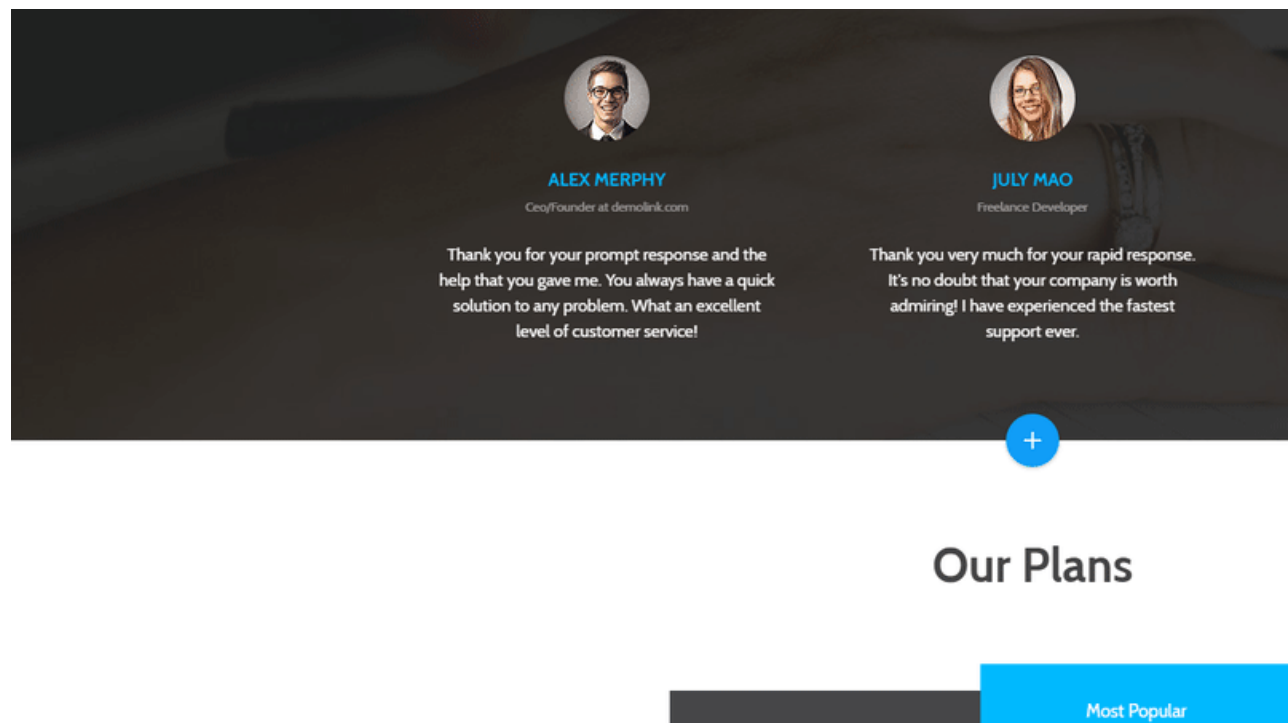 ALEX MERPHY
Ceo/Founder at demolink.com
Thank you for your prompt response and the
help that you gave me. You always have a quick
solution to any problem. What an excellent
level of customer service!
JULY MAO
Freelance Developer
Thank you very much for your rapid response.
It's no doubt that your company is worth
admiring! I have experienced the fastest
support ever.
+
Our Plans
Most Popular